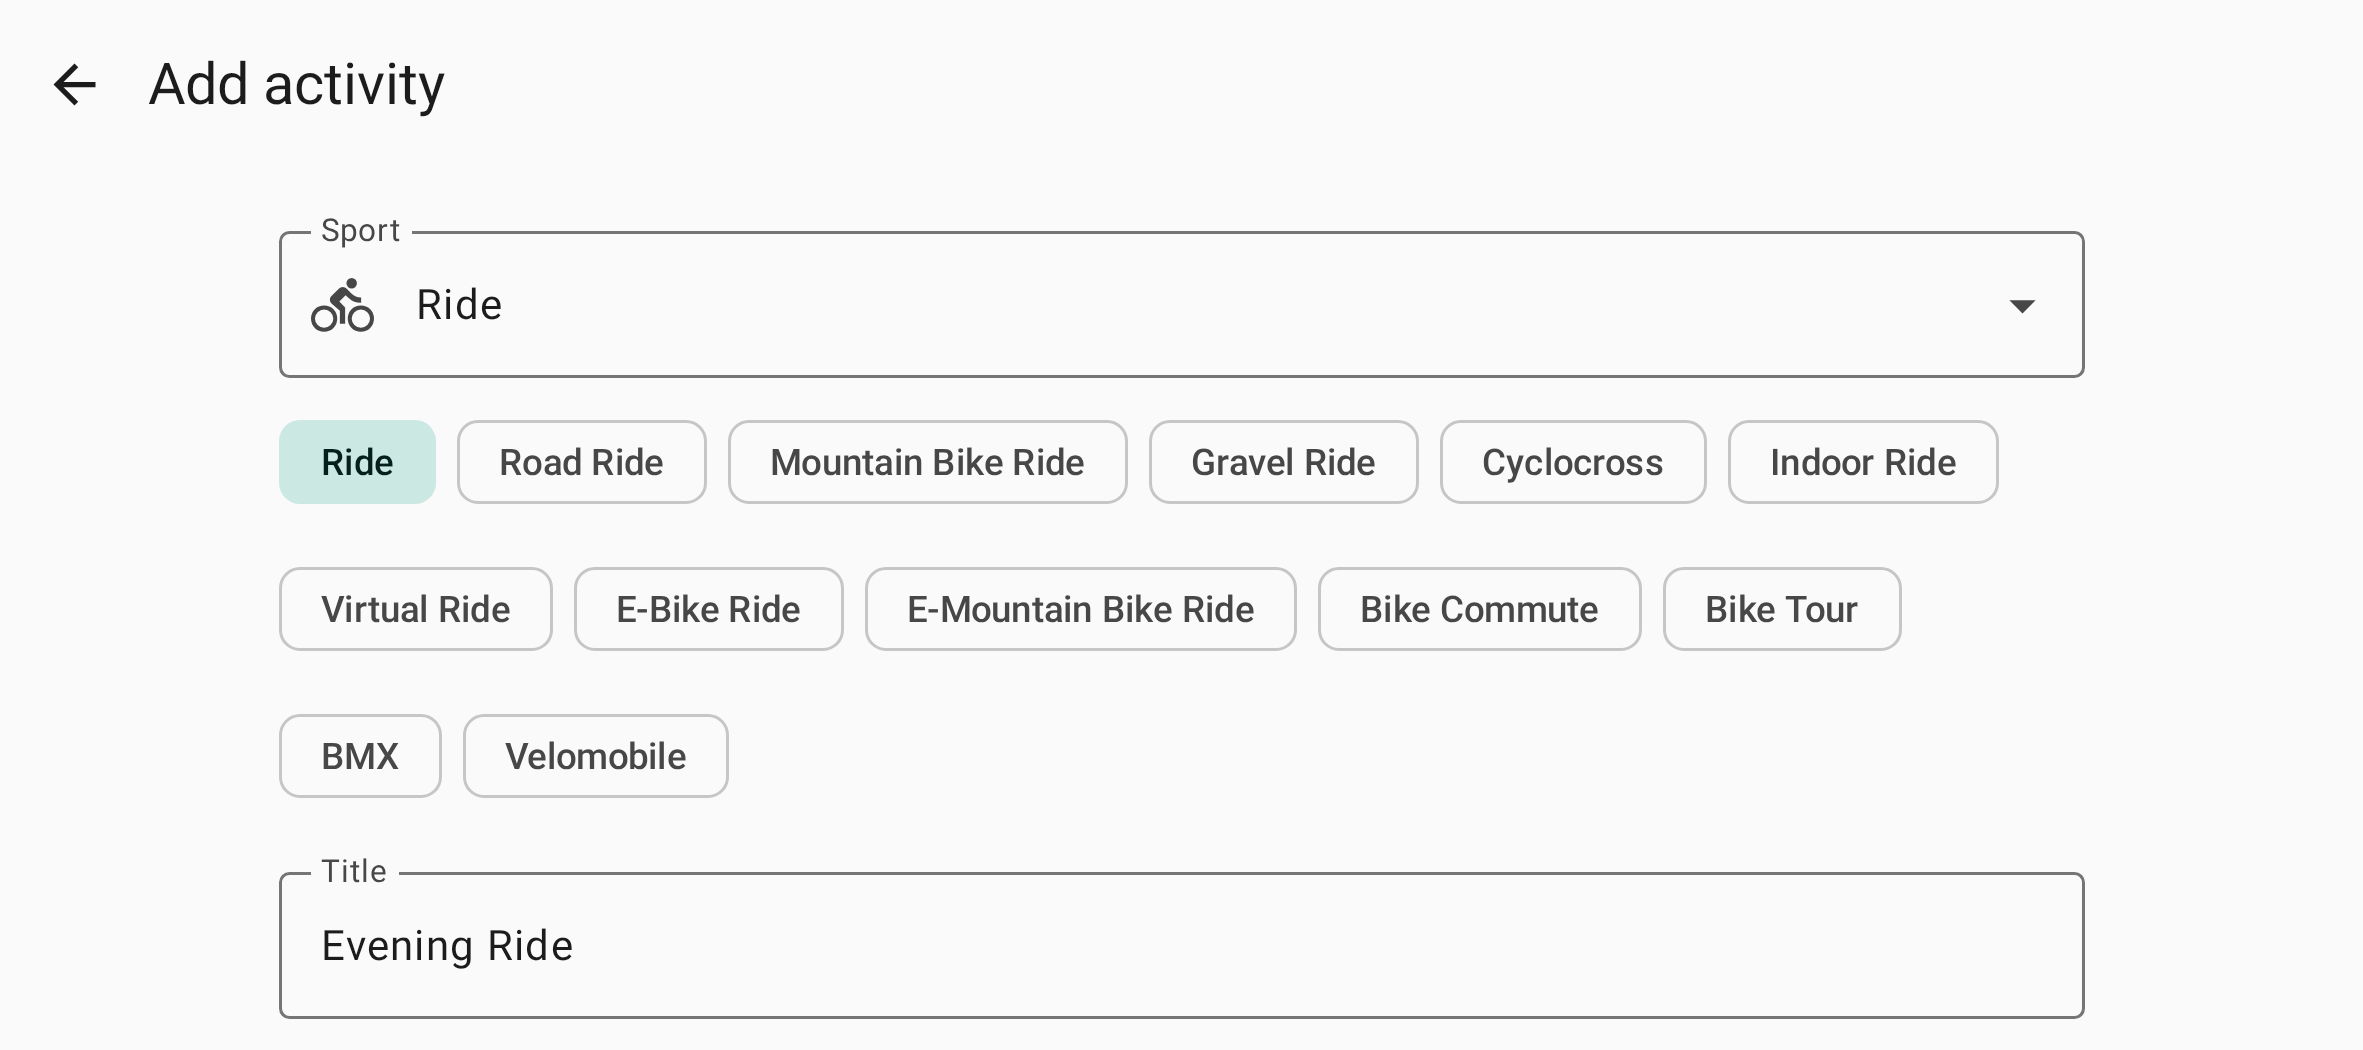 Add activity
Sport
Ride
Ride Road Ride Mountain Bike Ride Gravel Ride Cyclocross Indoor Ride
Virtual Ride E-Bike Ride E-Mountain Bike Ride Bike Commute Bike Tour
BMX Velomobile
Title
Evening Ride